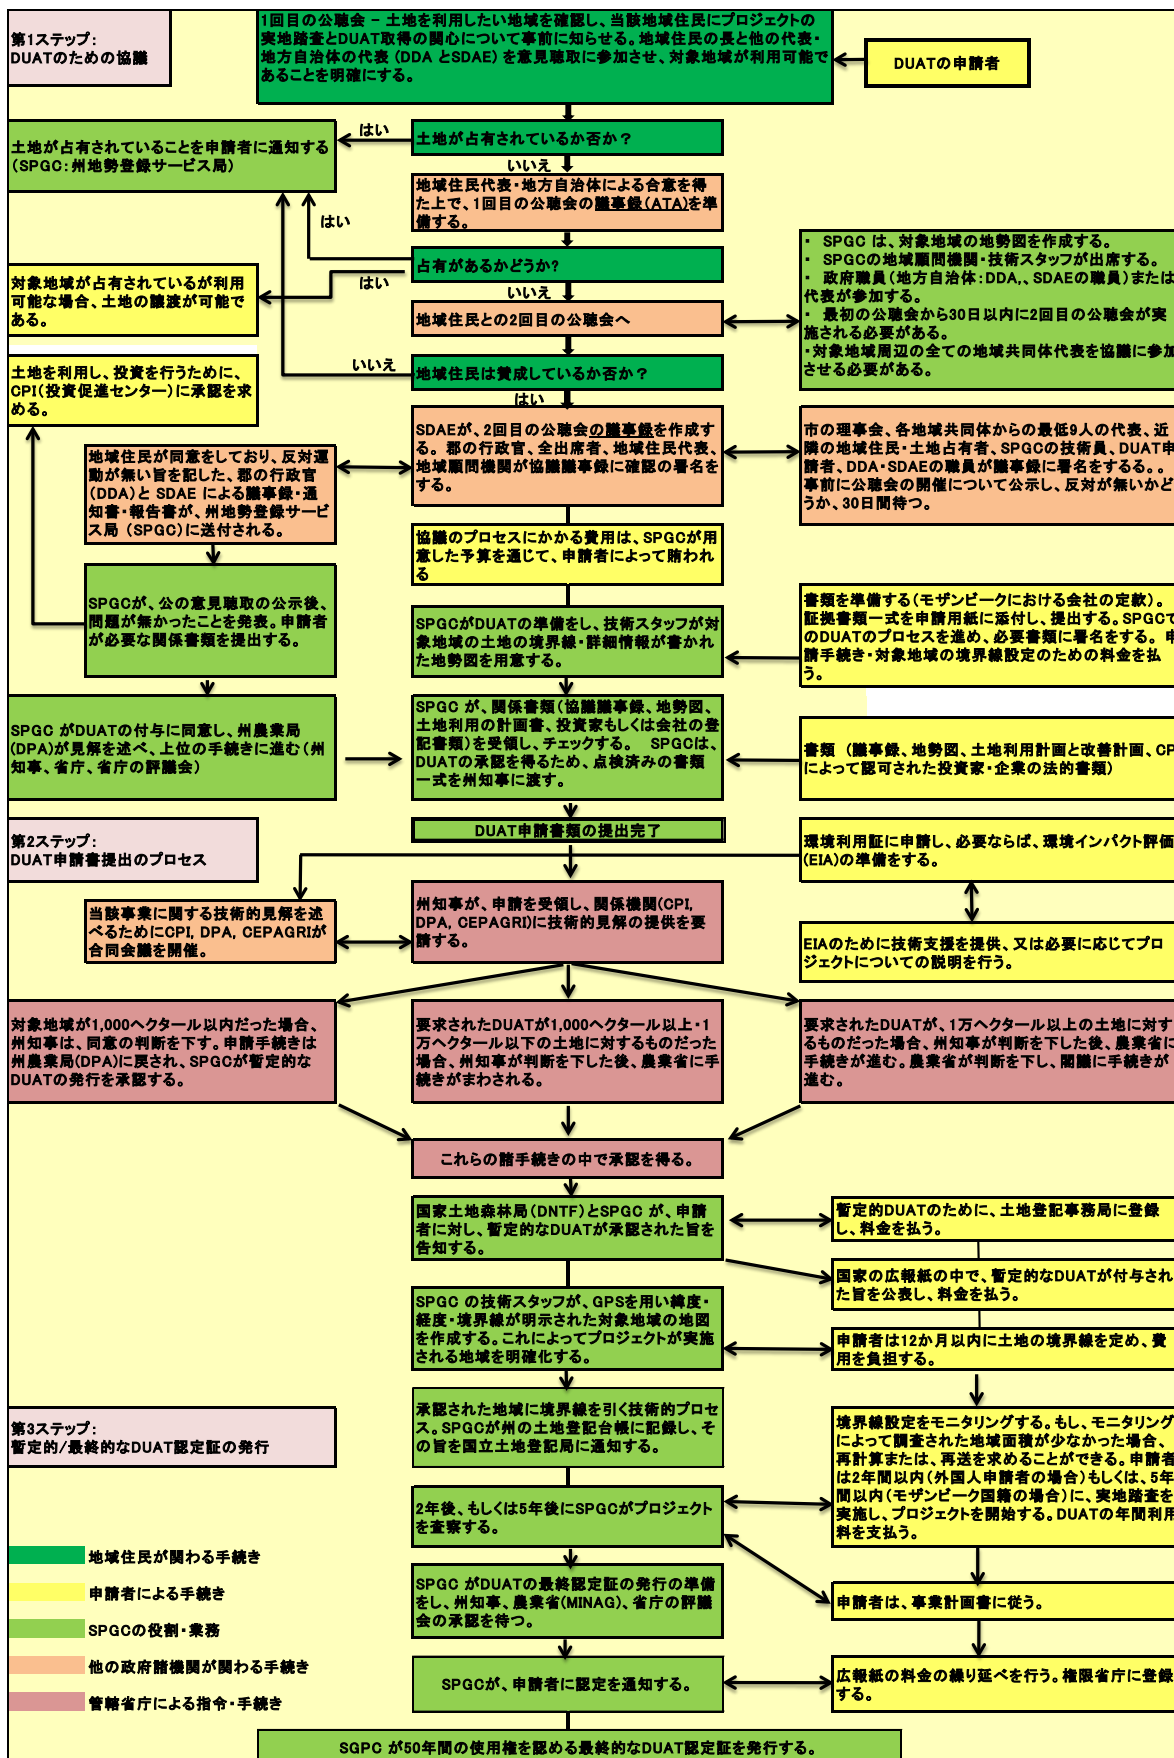 第1ステップ：
DUATのための協議
1回目の公聴会 − 土地を利用したい地域を確認し、当該地域住民にプロジェクトの
実地踏査とDUAT取得の関心について事前に知らせる。地域住民の長と他の代表・
地方自治体の代表 (DDA とSDAE) を意見聴取に参加させ、対象地域が利用可能で
あることを明確にする。
DUATの申請者
土地が占有されているか否か？
はい
土地が占有されていることを申請者に通知する
（SPGC：州地勢登録サービス局）
いいえ
地域住民代表・地方自治体による合意を得
た上で、1回目の公聴会の議事録（ATA)を準
備する。
はい
占有があるかどうか?
はい
対象地域が占有されているが利用
可能な場合、土地の譲渡が可能で
ある。
いいえ
地域住民との2回目の公聴会へ
・ SPGC は、対象地域の地勢図を作成する。
・ SPGCの地域顧問機関・技術スタッフが出席する。
・ 政府職員（地方自治体：DDA,、SDAEの職員）または
代表が参加する。
・ 最初の公聴会から30日以内に2回目の公聴会が実
施される必要がある。
・対象地域周辺の全ての地域共同体代表を協議に参加
させる必要がある。
土地を利用し、投資を行うために、
CPI（投資促進センター）に承認を求
める。
いいえ
地域住民は賛成しているか否か？
はい
SDAEが、2回目の公聴会の議事録を作成す
る。郡の行政官、全出席者、地域住民代表、
地域顧問機関が協議議事録に確認の署名を
する。
市の理事会、各地域共同体からの最低9人の代表、近
隣の地域住民・土地占有者、SPGCの技術員、DUAT申
請者、DDA・SDAEの職員が議事録に署名をするる。。
事前に公聴会の開催について公示し、反対が無いかど
うか、30日間待つ。
地域住民が同意をしており、反対運
動が無い旨を記した、郡の行政官
(DDA)と SDAE による議事録・通
知書・報告書が、州地勢登録サービ
ス局（SPGC）に送付される。
協議のプロセスにかかる費用は、SPGCが用
意した予算を通じて、申請者によって賄われ
る
SPGCが、公の意見聴取の公示後、
問題が無かったことを発表。申請者
が必要な関係書類を提出する。
SPGCがDUATの準備をし、技術スタッフが対
象地域の土地の境界線・詳細情報が書かれ
た地勢図を用意する。
書類を準備する（モザンビークにおける会社の定款）。
証拠書類一式を申請用紙に添付し、提出する。SPGCで
のDUATのプロセスを進め、必要書類に署名をする。申
請手続き・対象地域の境界線設定のための料金を払
う。
SPGC がDUATの付与に同意し、州農業局
(DPA)が見解を述べ、上位の手続きに進む（州
知事、省庁、省庁の評議会）
SPGC が、関係書類（協議議事録、地勢図、
土地利用の計画書、投資家もしくは会社の登
記書類）を受領し、チェックする。 SPGCは、
DUATの承認を得るため、点検済みの書類
一式を州知事に渡す。
書類（議事録、地勢図、土地利用計画と改善計画、CPI
によって認可された投資家・企業の法的書類）
DUAT申請書類の提出完了
第2ステップ：
DUAT申請書提出のプロセス
環境利用証に申請し、必要ならば、環境インパクト評価
(EIA)の準備をする。
当該事業に関する技術的見解を述
べるためにCPI, DPA, CEPAGRIが
合同会議を開催。
州知事が、申請を受領し、関係機関(CPI,
DPA, CEPAGRI)に技術的見解の提供を要
請する。
EIAのために技術支援を提供、又は必要に応じてプロ
ジェクトについての説明を行う。
対象地域が1,000ヘクタール以内だった場合、
州知事は、同意の判断を下す。申請手続きは
州農業局(DPA)に戻され、SPGCが暫定的な
DUATの発行を承認する。
要求されたDUATが1,000ヘクタール以上・1
万ヘクタール以下の土地に対するものだった
場合、州知事が判断を下した後、農業省に手
続きがまわされる。
要求されたDUATが、1万ヘクタール以上の土地に対す
るものだった場合、州知事が判断を下した後、農業省に
手続きが進む。農業省が判断を下し、閣議に手続きが
進む。
これらの諸手続きの中で承認を得る。
国家土地森林局（DNTF）とSPGC が、申請
者に対し、暫定的なDUATが承認された旨を
告知する。
暫定的DUATのために、土地登記事務局に登録
し、料金を払う。
国家の広報紙の中で、暫定的なDUATが付与され
た旨を公表し、料金を払う。
SPGC の技術スタッフが、GPSを用い緯度・
経度・境界線が明示された対象地域の地図
を作成する。これによってプロジェクトが実施
される地域を明確化する。
申請者は12か月以内に土地の境界線を定め、費
用を負担する。
第3ステップ：
暫定的/最終的なDUAT認定証の発行
承認された地域に境界線を引く技術的プロセ
ス。SPGCが州の土地登記台帳に記録し、そ
の旨を国立土地登記局に通知する。
境界線設定をモニタリングする。もし、モニタリング
によって調査された地域面積が少なかった場合、
再計算または、再送を求めることができる。申請者
は2年間以内（外国人申請者の場合）もしくは、5年
間以内（モザンビーク国籍の場合）に、実地踏査を
実施し、プロジェクトを開始する。DUATの年間利用
料を支払う。
2年後、もしくは5年後にSPGCがプロジェクト
を査察する。
地域住民が関わる手続き
申請者による手続き
SPGCの役割・業務
他の政府諸機関が関わる手続き
管轄省庁による指令・手続き
SPGC がDUATの最終認定証の発行の準備
をし、州知事、農業省(MINAG)、省庁の評議
会の承認を待つ。
申請者は、事業計画書に従う。
SPGCが、申請者に認定を通知する。
広報紙の料金の繰り延べを行う。権限省庁に登録
する。
SGPC が50年間の使用権を認める最終的なDUAT認定証を発行する。